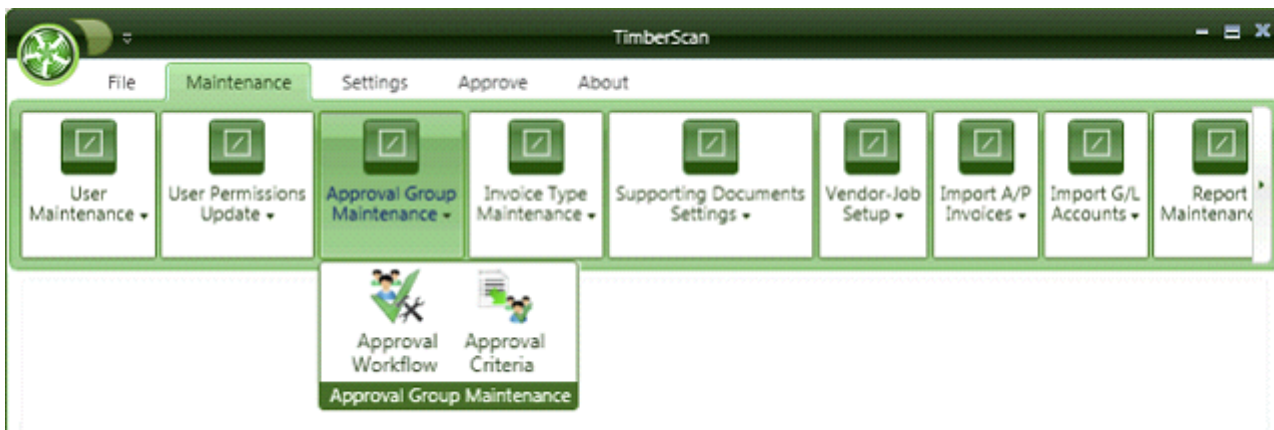 TimberScan
File Maintenance Settings Approve About
User Maintenance
User Permissions Update
Approval Group Maintenance
Invoice Type Maintenance
Supporting Documents Settings
Vendor-Job Setup
Import A/P Invoices
Import G/L Accounts
Report Maintenanc
Approval Workflow
Approval Criteria
Approval Group Maintenance